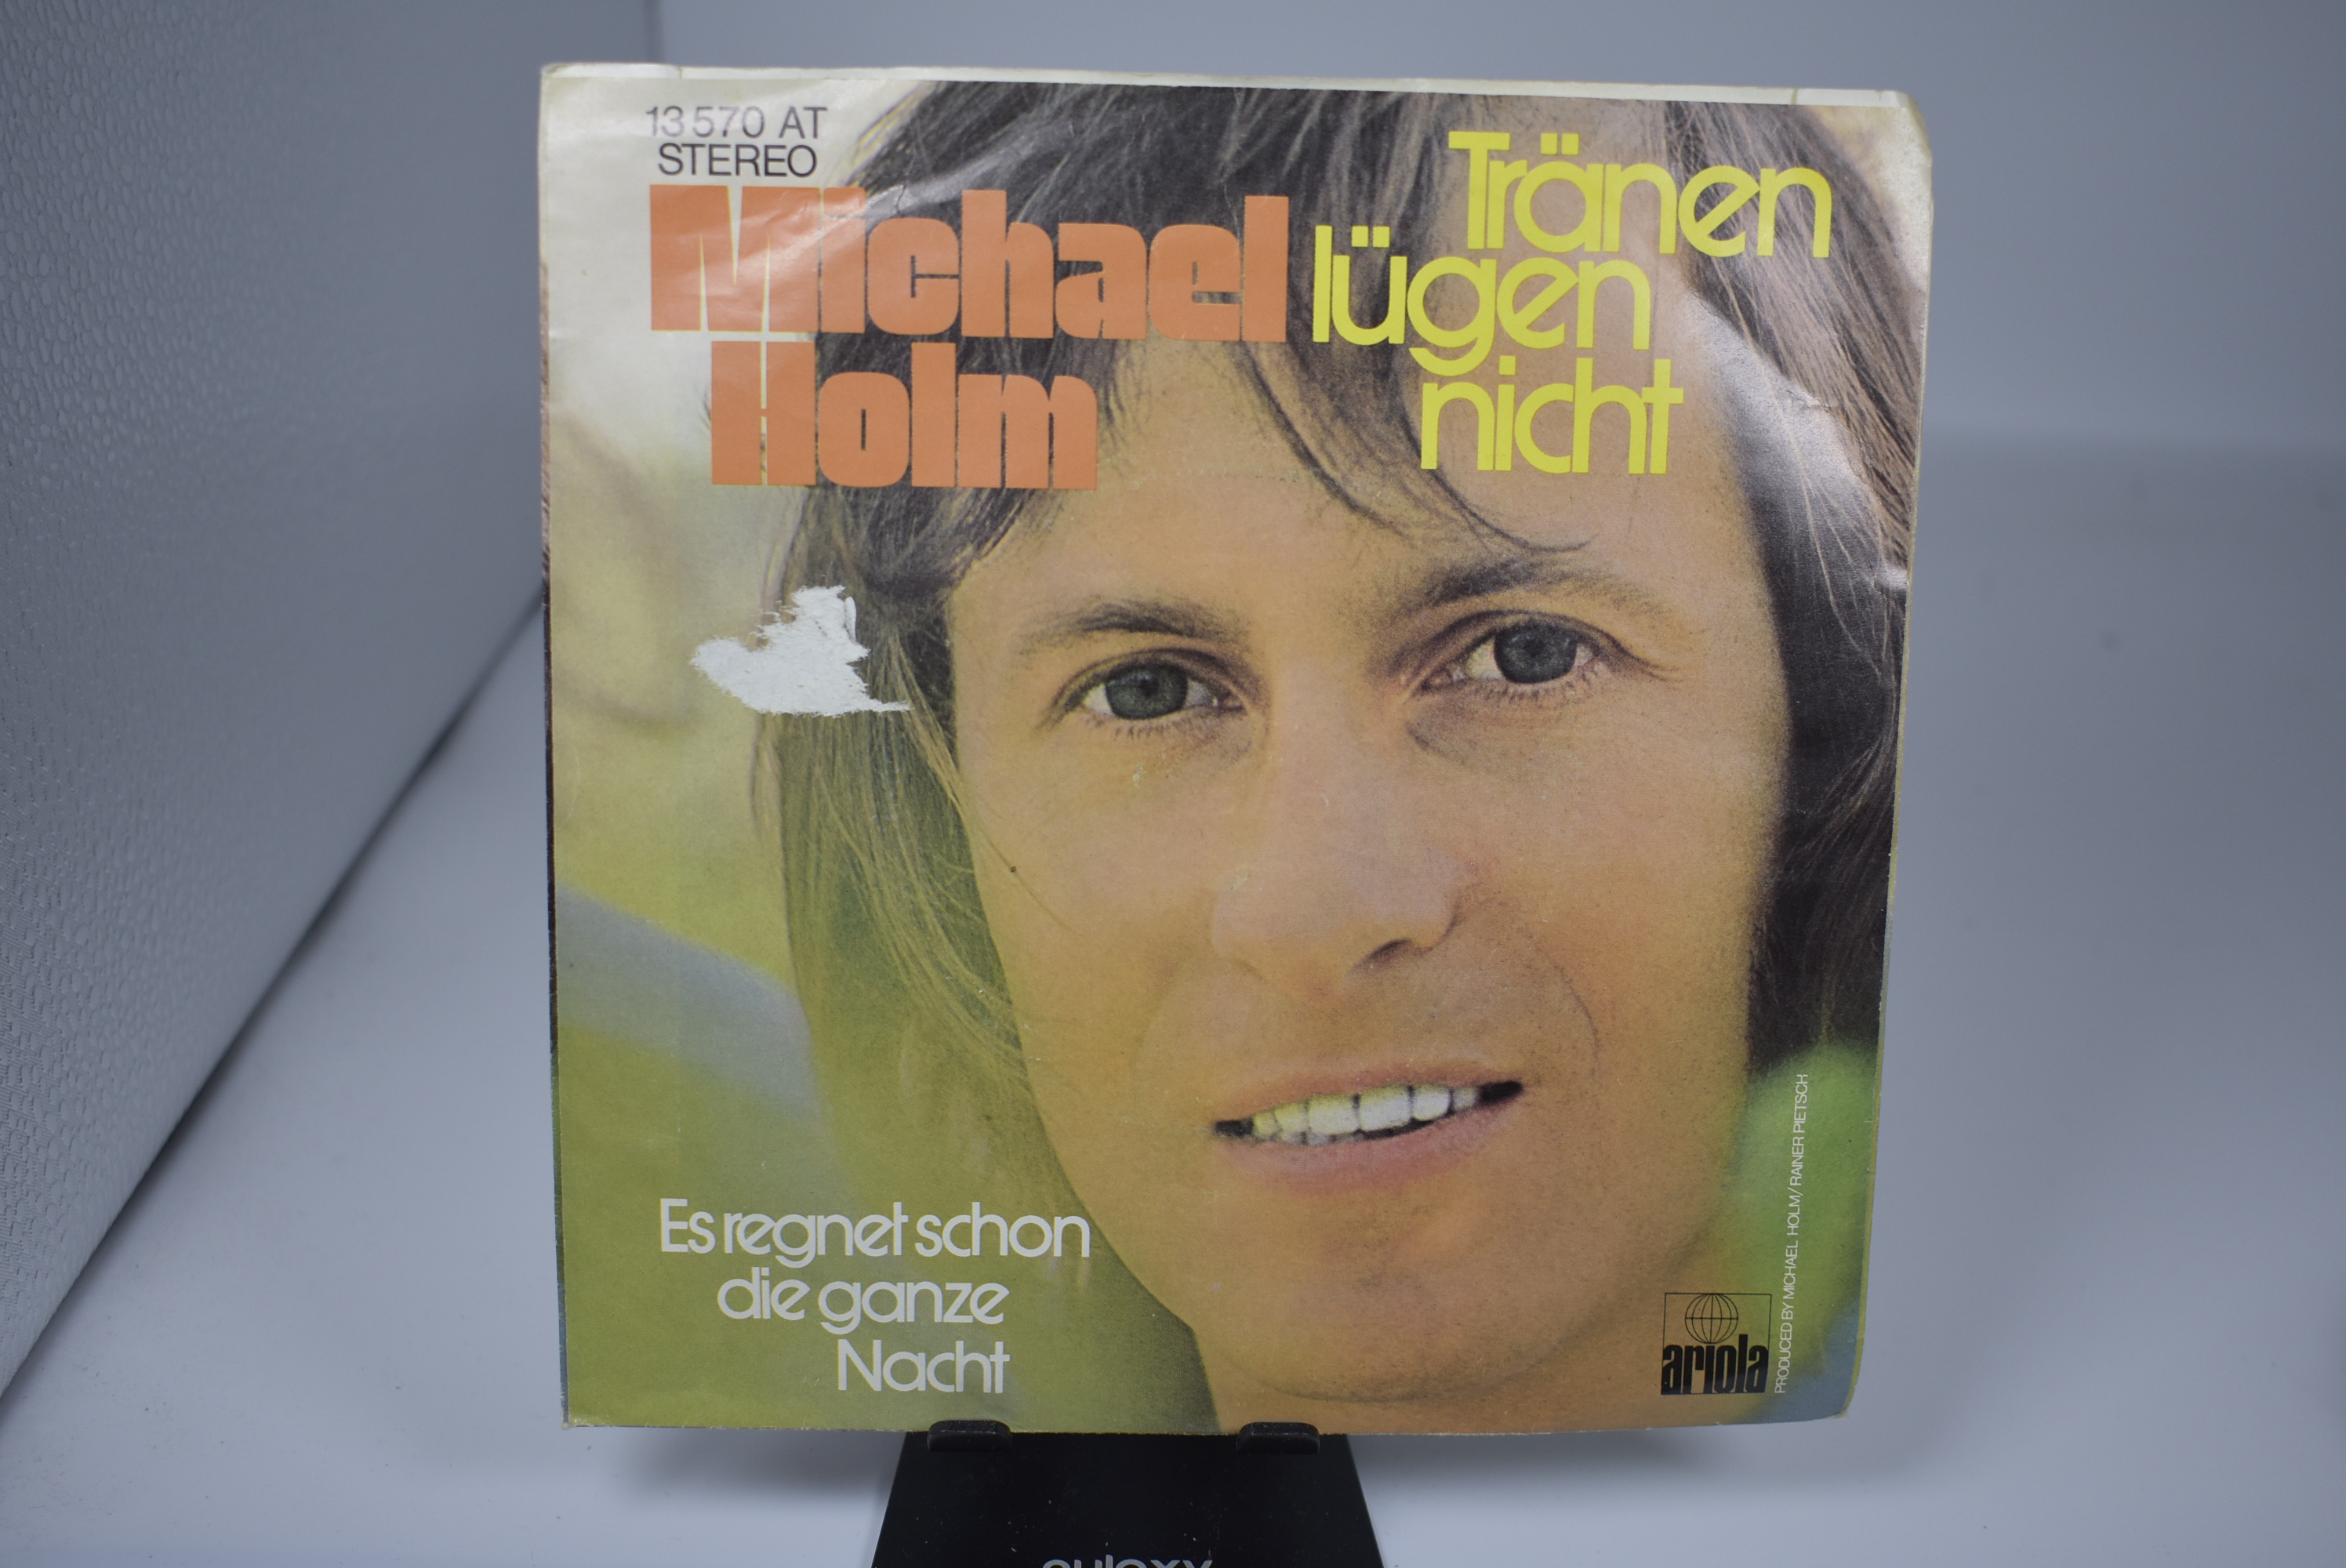 13 570 AT
STEREO
Michael
Holm
Tränen
lügen
nicht
Es regnet schon
die ganze
Nacht
ariola
PRODUCED BY MICHAEL HOLM/RAINER PIETSCH